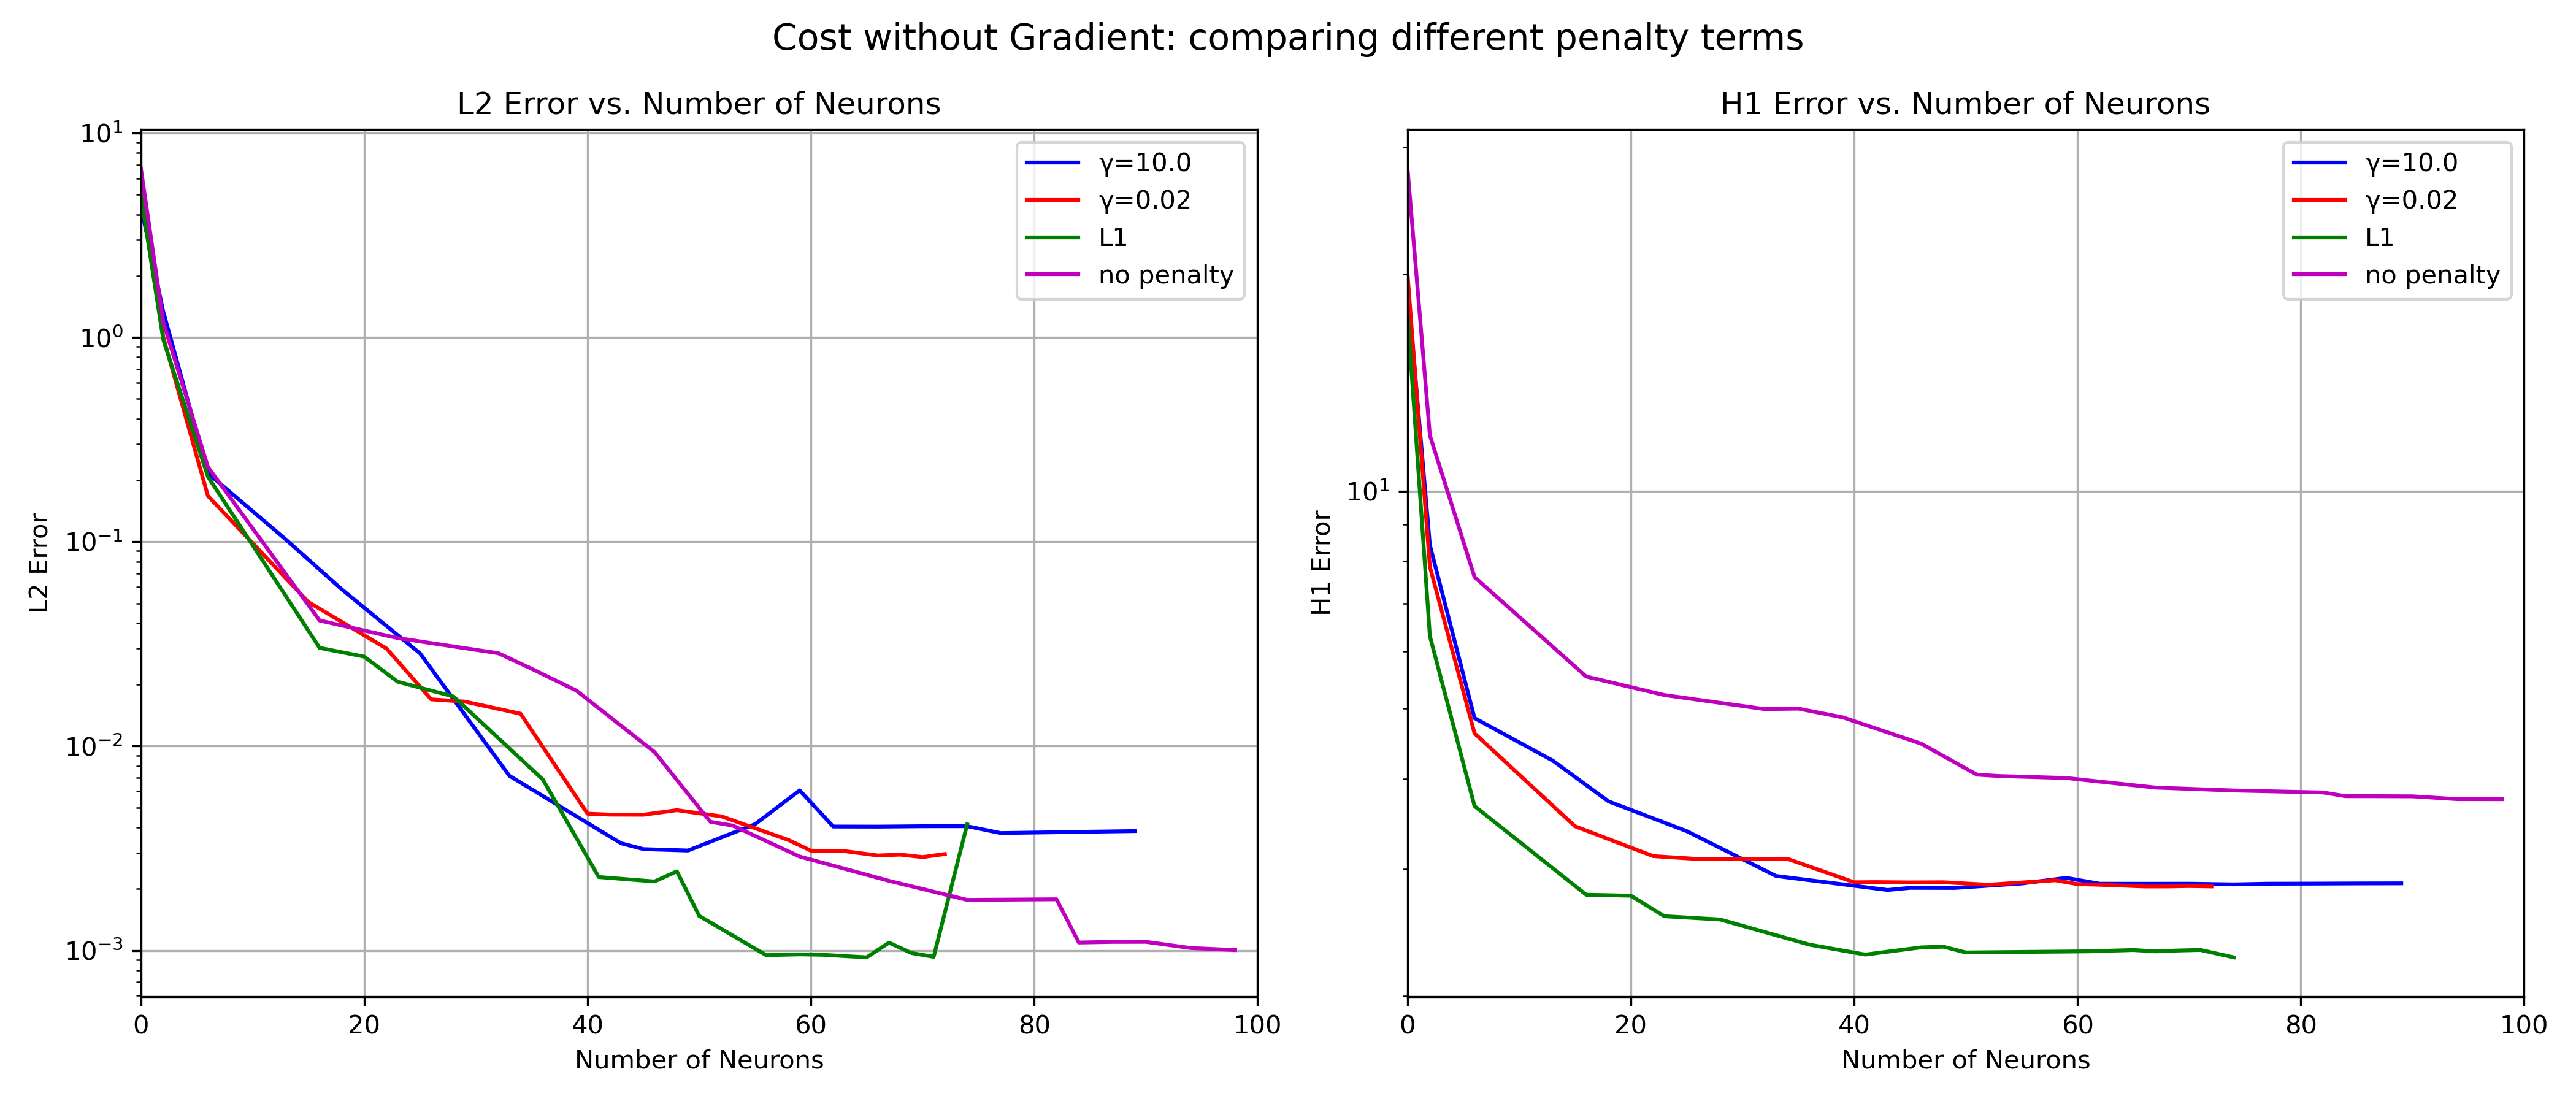 Cost without Gradient: comparing different penalty terms
L2 Error vs. Number of Neurons
10¹
10⁰
10⁻¹
10⁻²
10⁻³
L2 Error
γ=10.0
γ=0.02
L1
no penalty
0 20 40 60 80 100
Number of Neurons
H1 Error vs. Number of Neurons
10¹
H1 Error
γ=10.0
γ=0.02
L1
no penalty
0 20 40 60 80 100
Number of Neurons